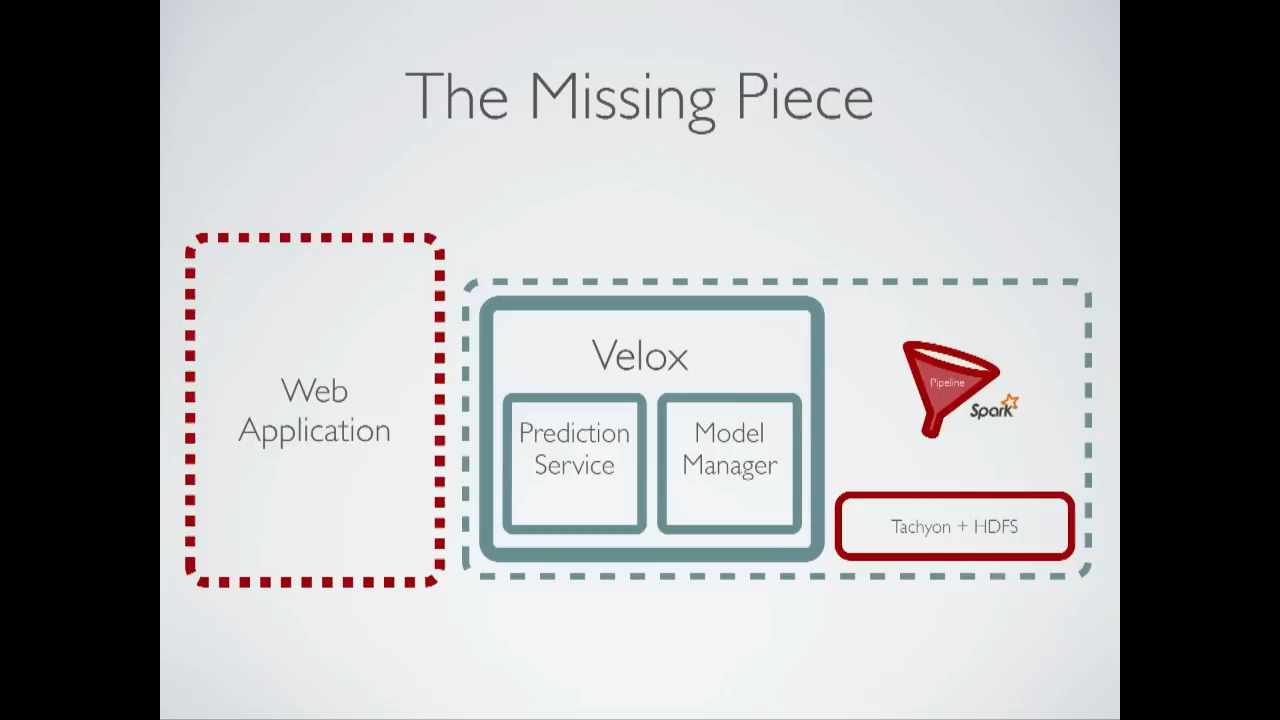 The Missing Piece
Web
Application
Velox
Prediction
Service
Model
Manager
Pipeline
Spark
Tachyon + HDFS